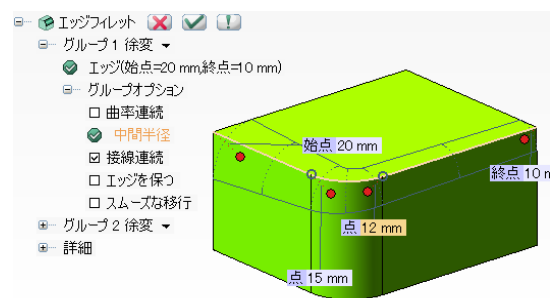 エッジフィレット
グループ1 徐変
エッジ(始点=20 mm,終点=10 mm)
グループオプション
曲率連続
中間半径
接線連続
エッジを保つ
スムーズな移行
グループ2 徐変
詳細
始点 20 mm
終点 10 m
点 12 mm
点 15 mm